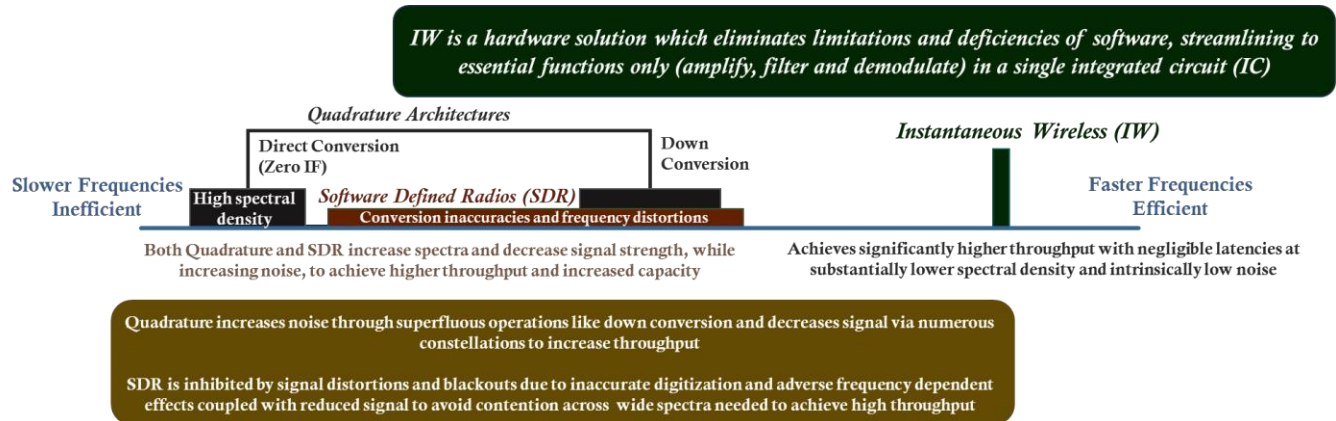 IW is a hardware solution which eliminates limitations and deficiencies of software, streamlining to
essential functions only (amplify, filter and demodulate) in a single integrated circuit (IC)
Quadrature Architectures
Direct Conversion
(Zero IF)
Down
Conversion
Instantaneous Wireless (IW)
Slower Frequencies
Inefficient
High spectral
density
Software Defined Radios (SDR)
Conversion inaccuracies and frequency distortions
Faster Frequencies
Efficient
Both Quadrature and SDR increase spectra and decrease signal strength, while
increasing noise, to achieve higher throughput and increased capacity
Achieves significantly higher throughput with negligible latencies at
substantially lower spectral density and intrinsically low noise
Quadrature increases noise through superfluous operations like down conversion and decreases signal via numerous
constellations to increase throughput
SDR is inhibited by signal distortions and blackouts due to inaccurate digitization and adverse frequency dependent
effects coupled with reduced signal to avoid contention across wide spectra needed to achieve high throughput